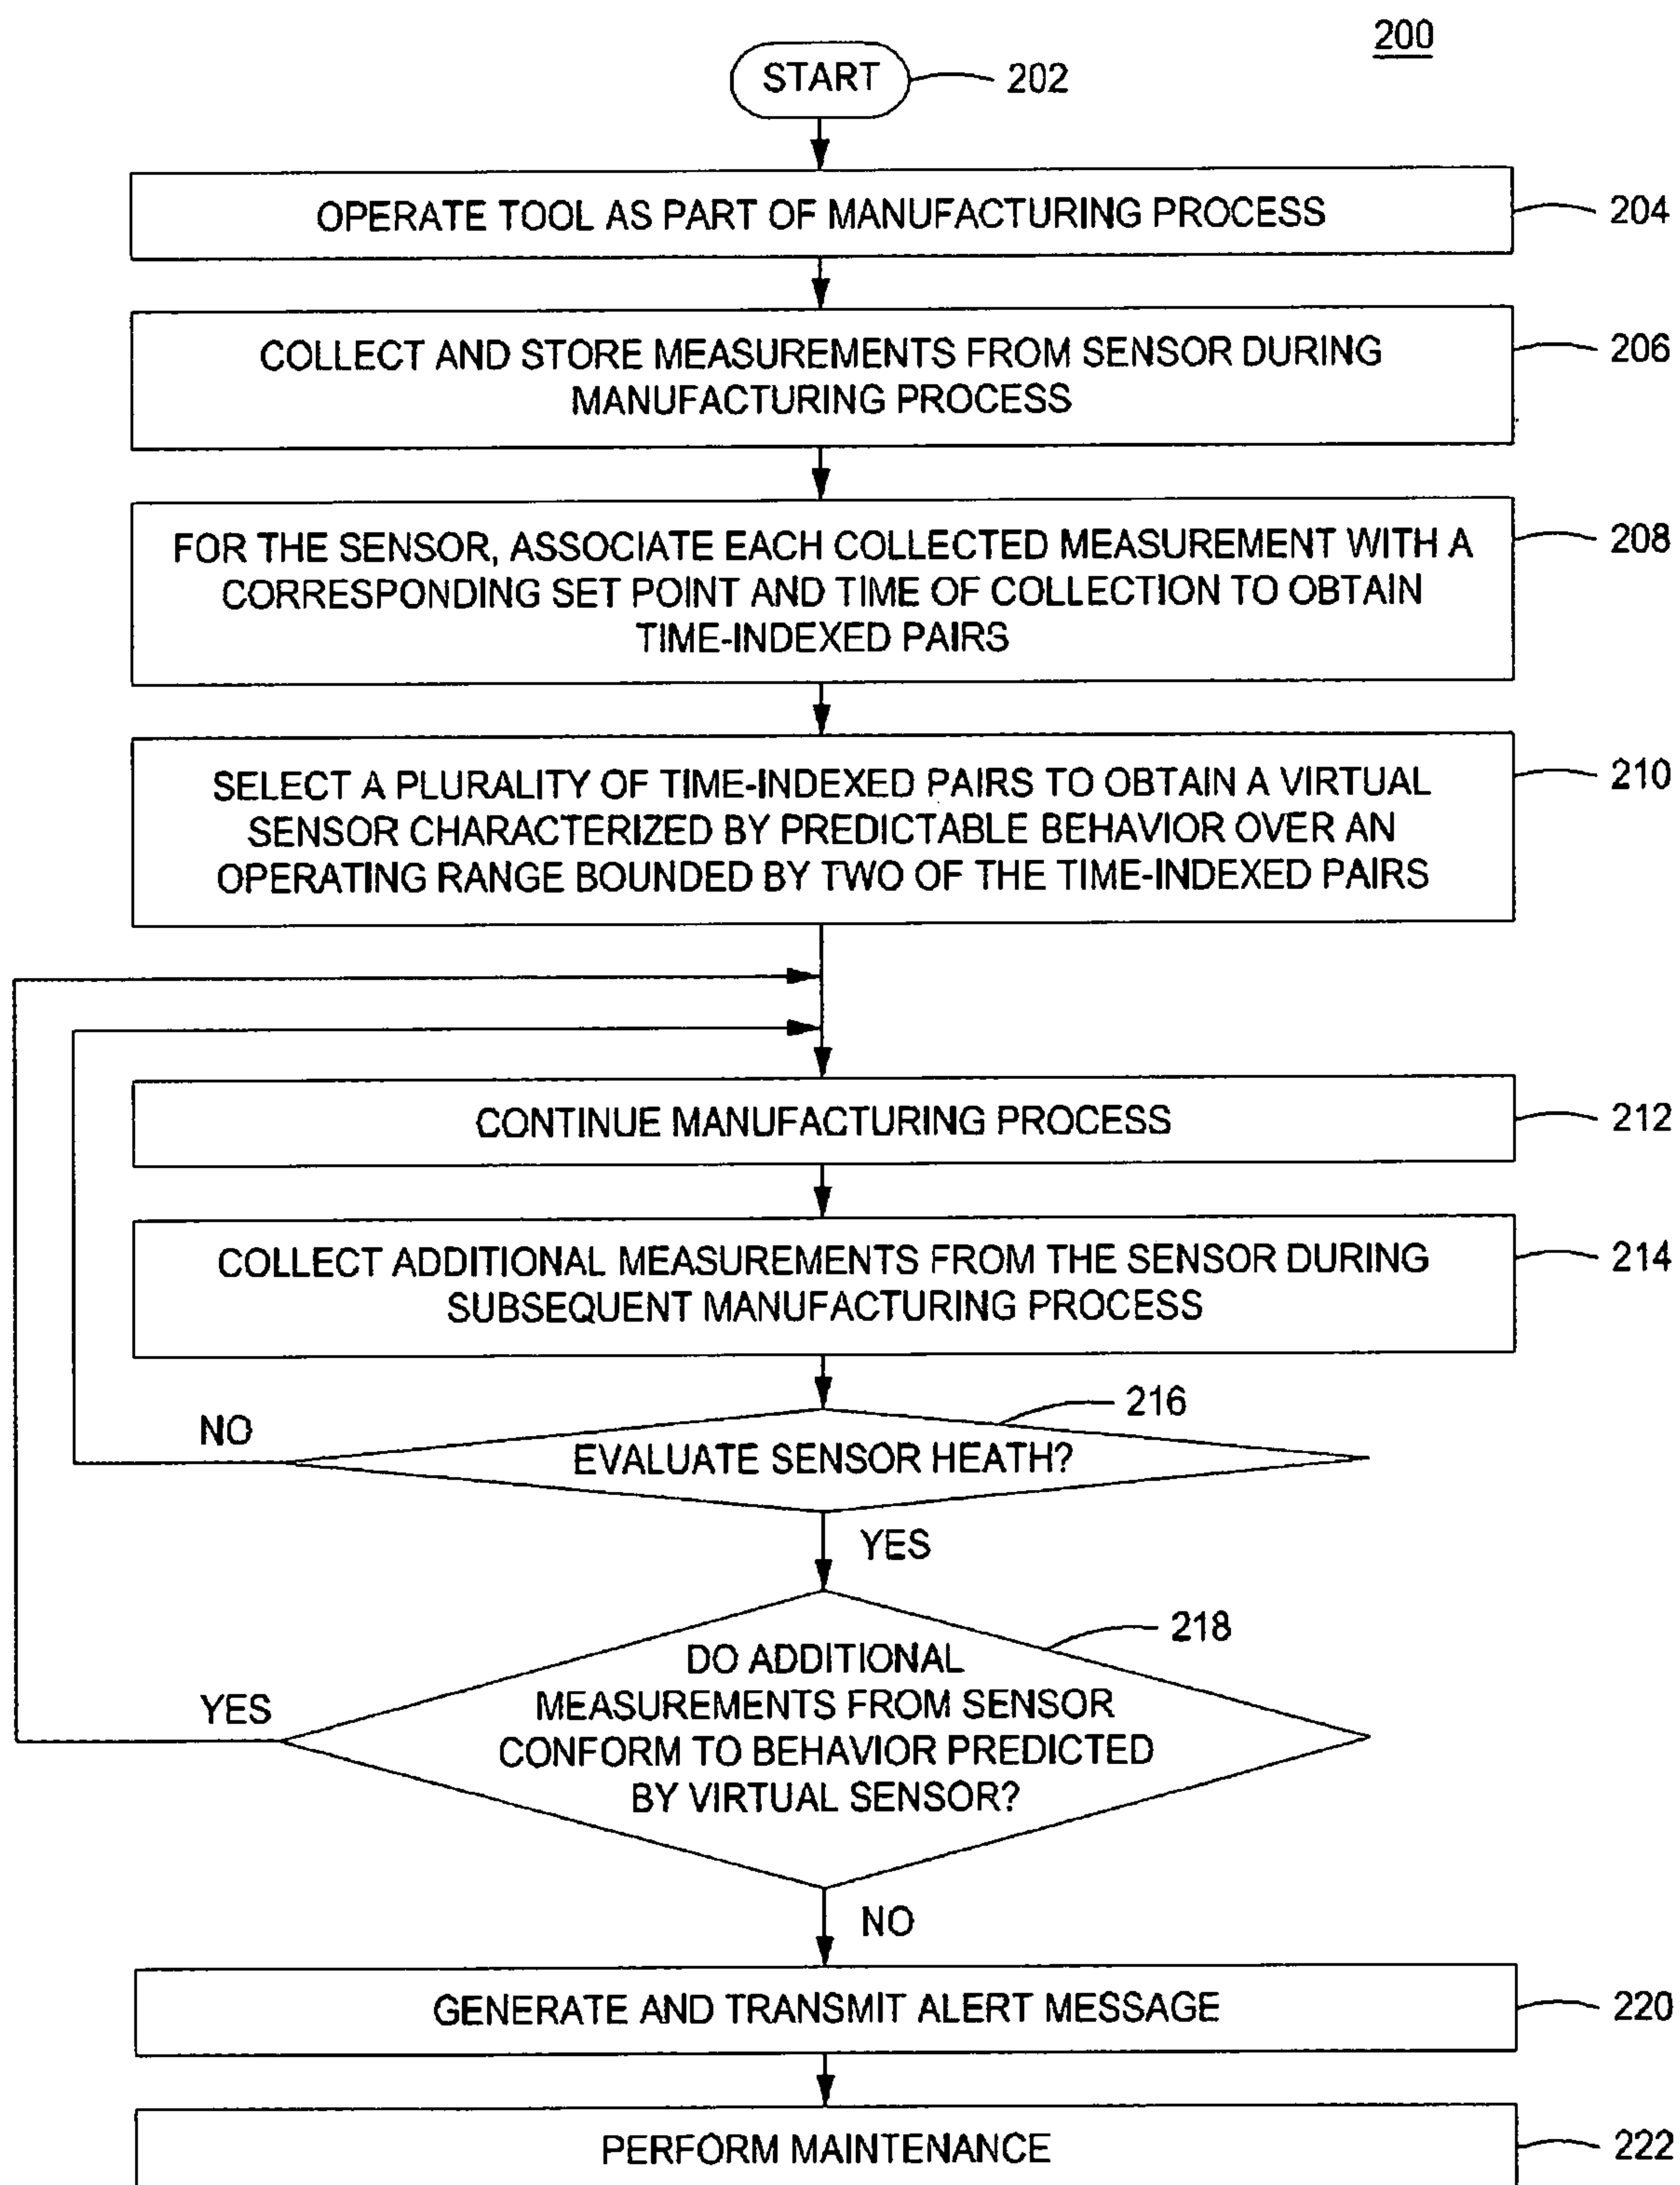 200
START
202
OPERATE TOOL AS PART OF MANUFACTURING PROCESS
204
COLLECT AND STORE MEASUREMENTS FROM SENSOR DURING
MANUFACTURING PROCESS
206
FOR THE SENSOR, ASSOCIATE EACH COLLECTED MEASUREMENT WITH A
CORRESPONDING SET POINT AND TIME OF COLLECTION TO OBTAIN
TIME-INDEXED PAIRS
208
SELECT A PLURALITY OF TIME-INDEXED PAIRS TO OBTAIN A VIRTUAL
SENSOR CHARACTERIZED BY PREDICTABLE BEHAVIOR OVER AN
OPERATING RANGE BOUNDED BY TWO OF THE TIME-INDEXED PAIRS
210
CONTINUE MANUFACTURING PROCESS
212
COLLECT ADDITIONAL MEASUREMENTS FROM THE SENSOR DURING
SUBSEQUENT MANUFACTURING PROCESS
214
216
NO
EVALUATE SENSOR HEATH?
YES
218
YES
DO ADDITIONAL
MEASUREMENTS FROM SENSOR
CONFORM TO BEHAVIOR PREDICTED
BY VIRTUAL SENSOR?
NO
GENERATE AND TRANSMIT ALERT MESSAGE
220
PERFORM MAINTENANCE
222